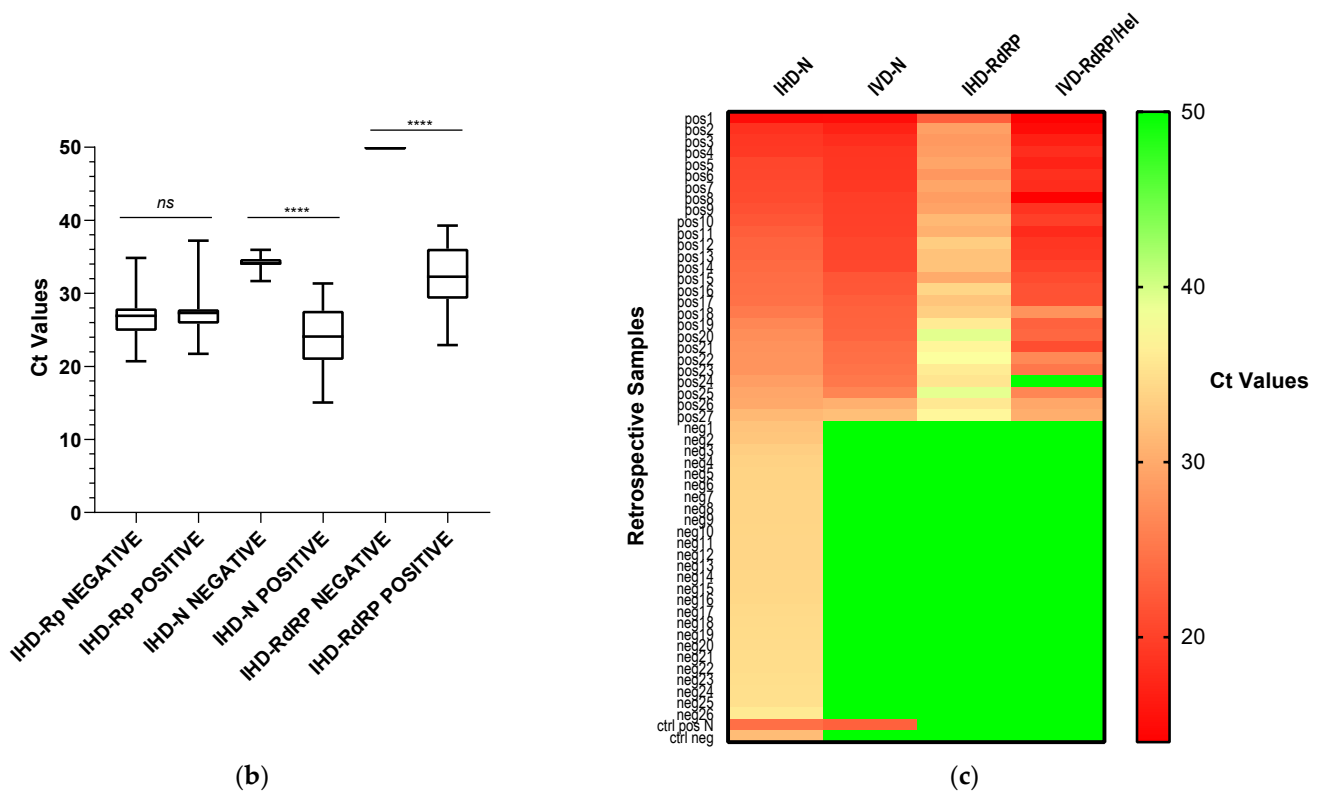 50
40
30
20
10
0
Ct Values
ns
****
****
IHD-Rp NEGATIVE
IHD-Rp POSITIVE
IHD-N NEGATIVE
IHD-N POSITIVE
IHD-RdRP NEGATIVE
IHD-RdRP POSITIVE
(b)
IHD-N
IVD-N
IHD-RdRP
IVD-RdRP/Hel
Retrospective Samples
pos1
pos2
pos3
pos4
pos5
pos6
pos7
pos8
pos9
pos10
pos11
pos12
pos13
pos14
pos15
pos16
pos17
pos18
pos19
pos20
pos21
pos22
pos23
pos24
pos25
pos26
pos27
neg1
neg2
neg3
neg4
neg5
neg6
neg7
neg8
neg9
neg10
neg11
neg12
neg13
neg14
neg15
neg16
neg17
neg18
neg19
neg20
neg21
neg22
neg23
neg24
neg25
neg26
ctrl pos N
ctrl neg
50
40
30
20
Ct Values
(c)